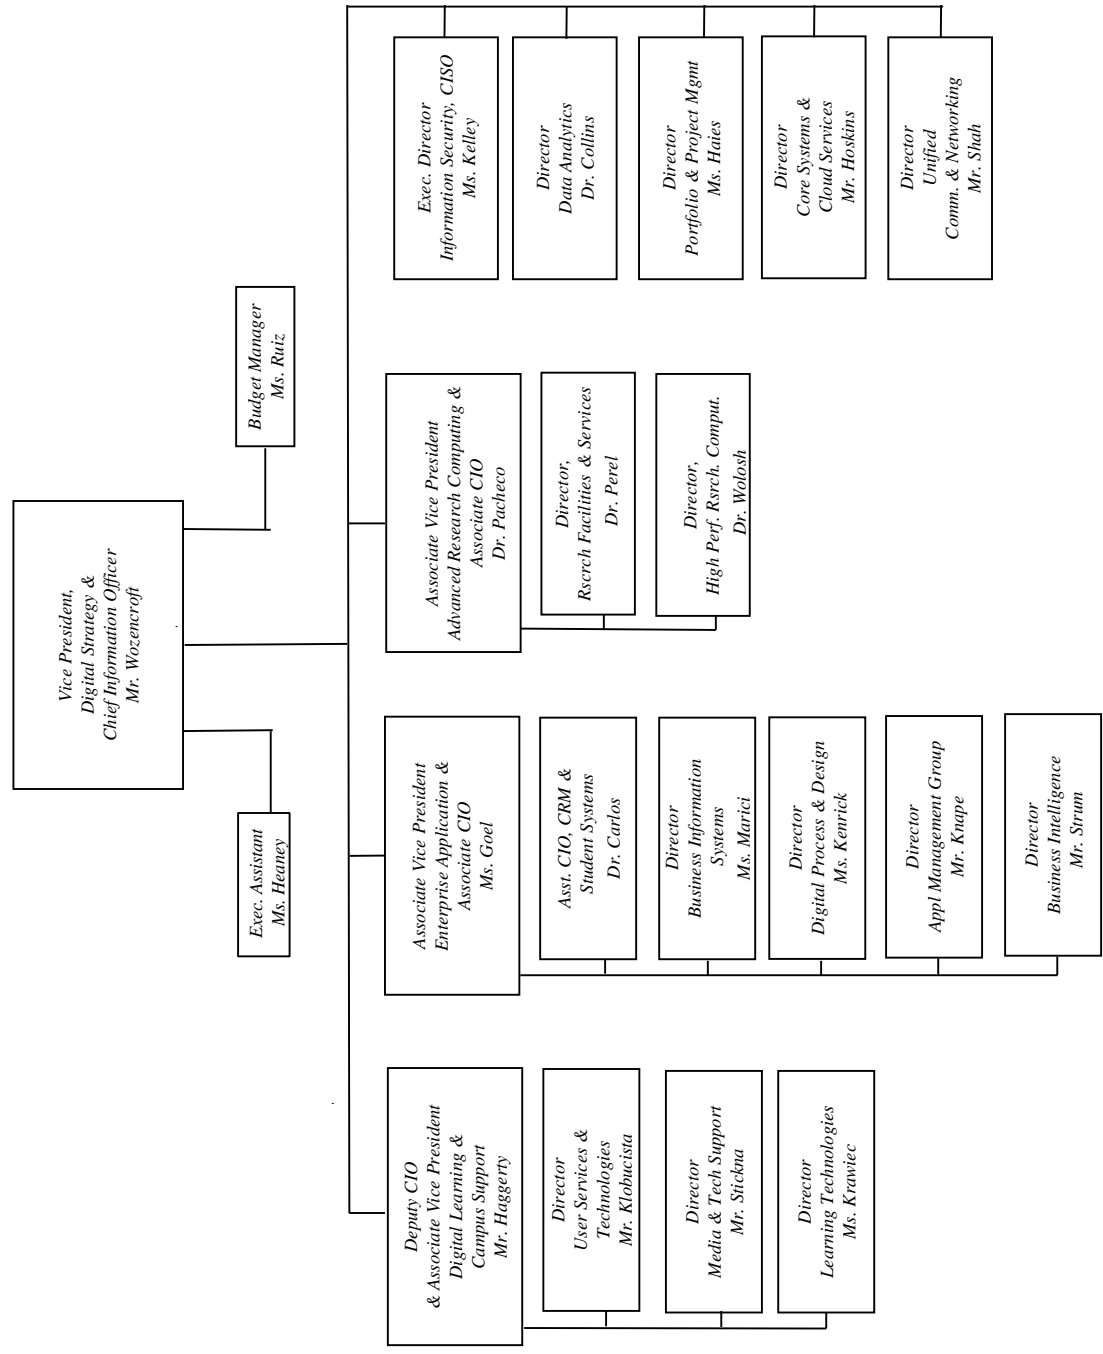 Vice President,
Digital Strategy &
Chief Information Officer
Mr. Wozencroft
Exec. Assistant
Ms. Heaney
Budget Manager
Ms. Ruiz
Deputy CIO
& Associate Vice President
Digital Learning &
Campus Support
Mr. Haggerty
Director
User Services &
Technologies
Mr. Klobucista
Director
Media & Tech Support
Mr. Stickna
Director
Learning Technologies
Ms. Krawiec
Associate Vice President
Enterprise Application &
Associate CIO
Ms. Goel
Asst. CIO, CRM &
Student Systems
Dr. Carlos
Director
Business Information
Systems
Ms. Marici
Director
Digital Process & Design
Ms. Kenrick
Director
Appl Management Group
Mr. Knape
Director
Business Intelligence
Mr. Strum
Associate Vice President
Advanced Research Computing &
Associate CIO
Dr. Pacheco
Director,
Rscrch Facilities & Services
Dr. Perel
Director,
High Perf. Rsrch. Comput.
Dr. Wolosh
Exec. Director
Information Security, CISO
Ms. Kelley
Director
Data Analytics
Dr. Collins
Director
Portfolio & Project Mgmt
Ms. Haies
Director
Core Systems &
Cloud Services
Mr. Hoskins
Director
Unified
Comm. & Networking
Mr. Shah